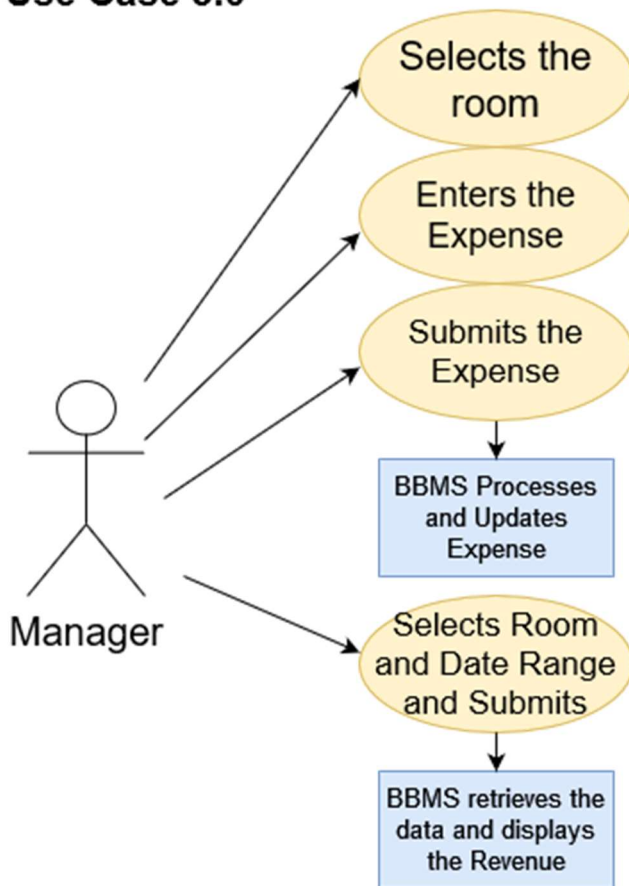 Selects the
room
Enters the
Expense
Submits the
Expense
BBMS Processes
and Updates
Expense
Manager
Selects Room
and Date Range
and Submits
BBMS retrieves the
data and displays
the Revenue